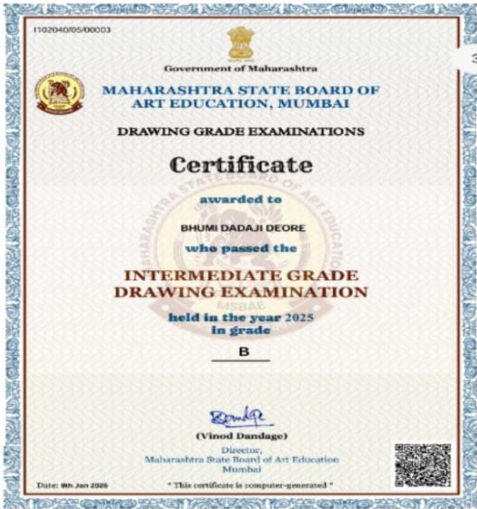 I102040/05/00003
3
Government of Maharashtra
MAHARASHTRA STATE BOARD OF
ART EDUCATION, MUMBAI
DRAWING GRADE EXAMINATIONS
Certificate
awarded to
BHUMI DADAJI DEORE
who passed the
INTERMEDIATE GRADE
DRAWING EXAMINATION
MSBAE
held in the year 2025
in grade
B
(Vinod Dandage)
Director,
Maharashtra State Board of Art Education
Mumbai
Date: 9th Jan 2026
* This certificate is computer-generated *